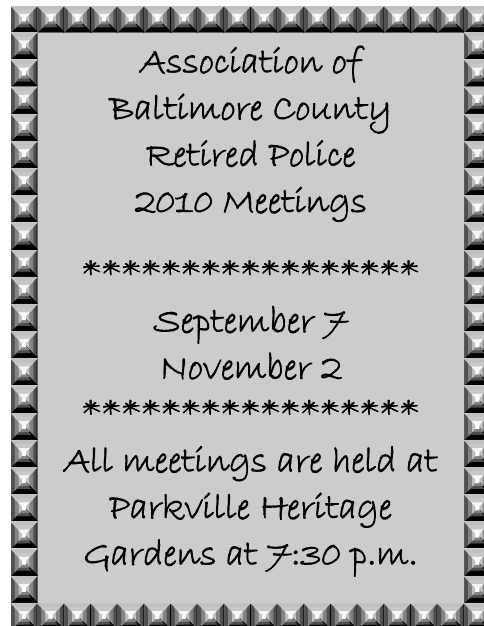 Association of
Baltimore County
Retired Police
2010 Meetings
*****************
September 7
November 2
*****************
All meetings are held at
Parkville Heritage
Gardens at 7:30 p.m.